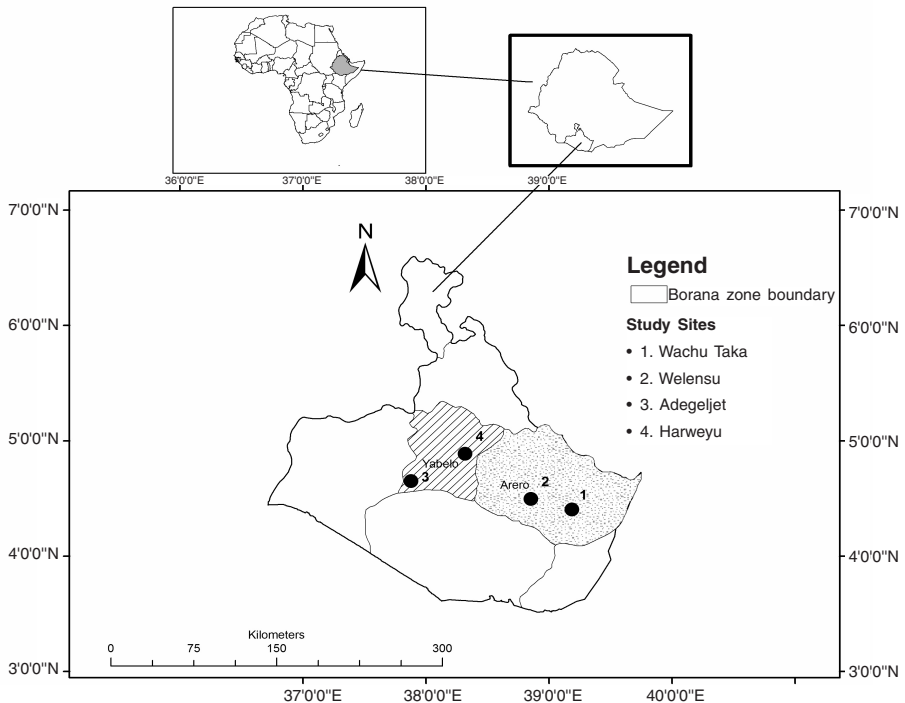 36'0'0"E 37'0'0"E 38'0'0"E 39'0'0"E
7'0'0"N 7'0'0"N
N
Legend
Borana zone boundary
6'0'0"N 6'0'0"N
Study Sites
• 1. Wachu Taka
• 2. Welensu
• 3. Adegeljet
• 4. Harweyu
5'0'0"N 5'0'0"N
4
Yabelo
3
Arero 2
1
4'0'0"N 4'0'0"N
Kilometers
0 75 150 300
3'0'0"N 3'0'0"N
37'0'0"E 38'0'0"E 39'0'0"E 40'0'0"E